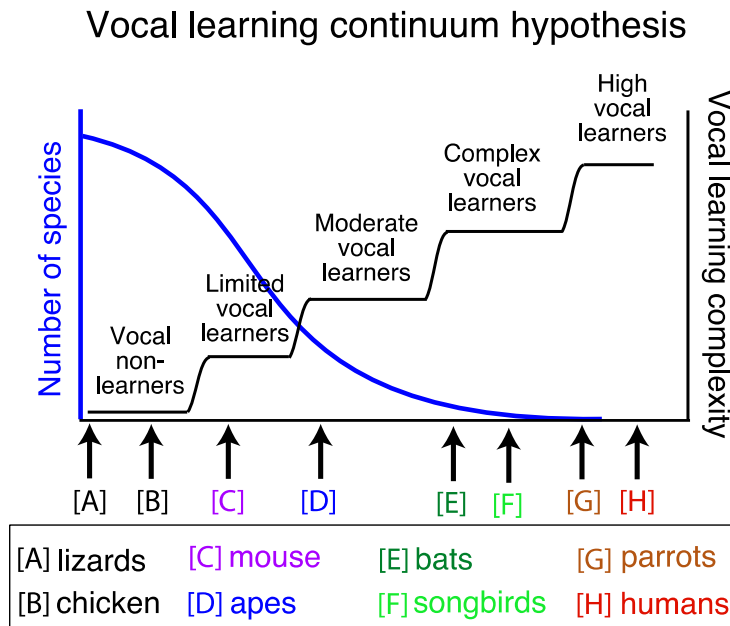 Vocal learning continuum hypothesis
Number of species
Vocal learning complexity
Vocal
non-
learners
Limited
vocal
learners
Moderate
vocal
learners
Complex
vocal
learners
High
vocal
learners
[A] [B] [C] [D] [E] [F] [G] [H]
[A] lizards [C] mouse [E] bats [G] parrots
[B] chicken [D] apes [F] songbirds [H] humans